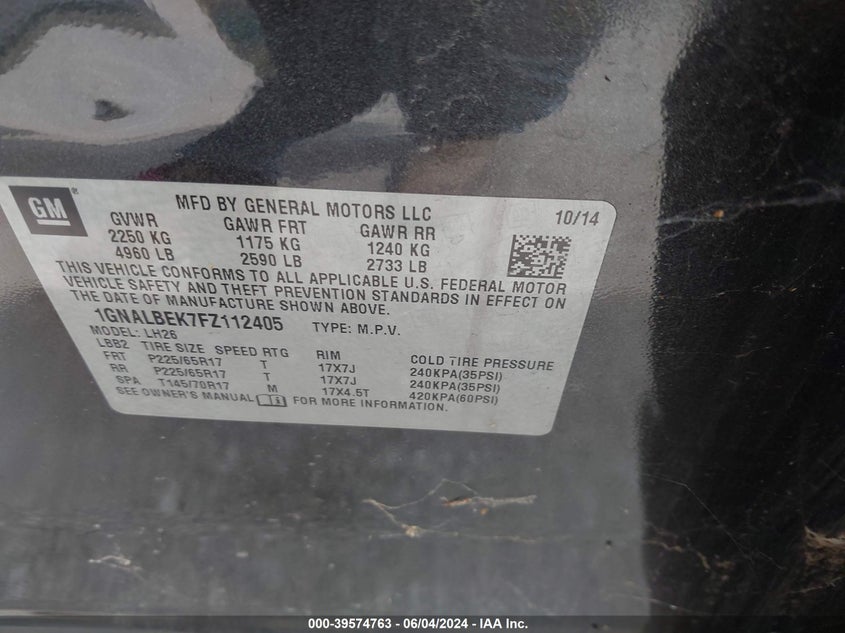 GM®
MFD BY GENERAL MOTORS LLC 10/14
GVWR GAWR FRT GAWR RR
2250 KG 1175 KG 1240 KG
4960 LB 2590 LB 2733 LB
THIS VEHICLE CONFORMS TO ALL APPLICABLE U.S. FEDERAL MOTOR
VEHICLE SAFETY AND THEFT PREVENTION STANDARDS IN EFFECT ON
THE DATE OF MANUFACTURE SHOWN ABOVE.
1GNALBEK7FZ112405 TYPE: M.P.V.
MODEL: LH26
LBB2 TIRE SIZE SPEED RTG RIM COLD TIRE PRESSURE
FRT P225/65R17 T 17X7J 240KPA(35PSI)
RR P225/65R17 T 17X7J 240KPA(35PSI)
SPA T145/70R17 M 17X4.5T 420KPA(60PSI)
SEE OWNER'S MANUAL FOR MORE INFORMATION.
000-39574763 - 06/04/2024 - IAA Inc.